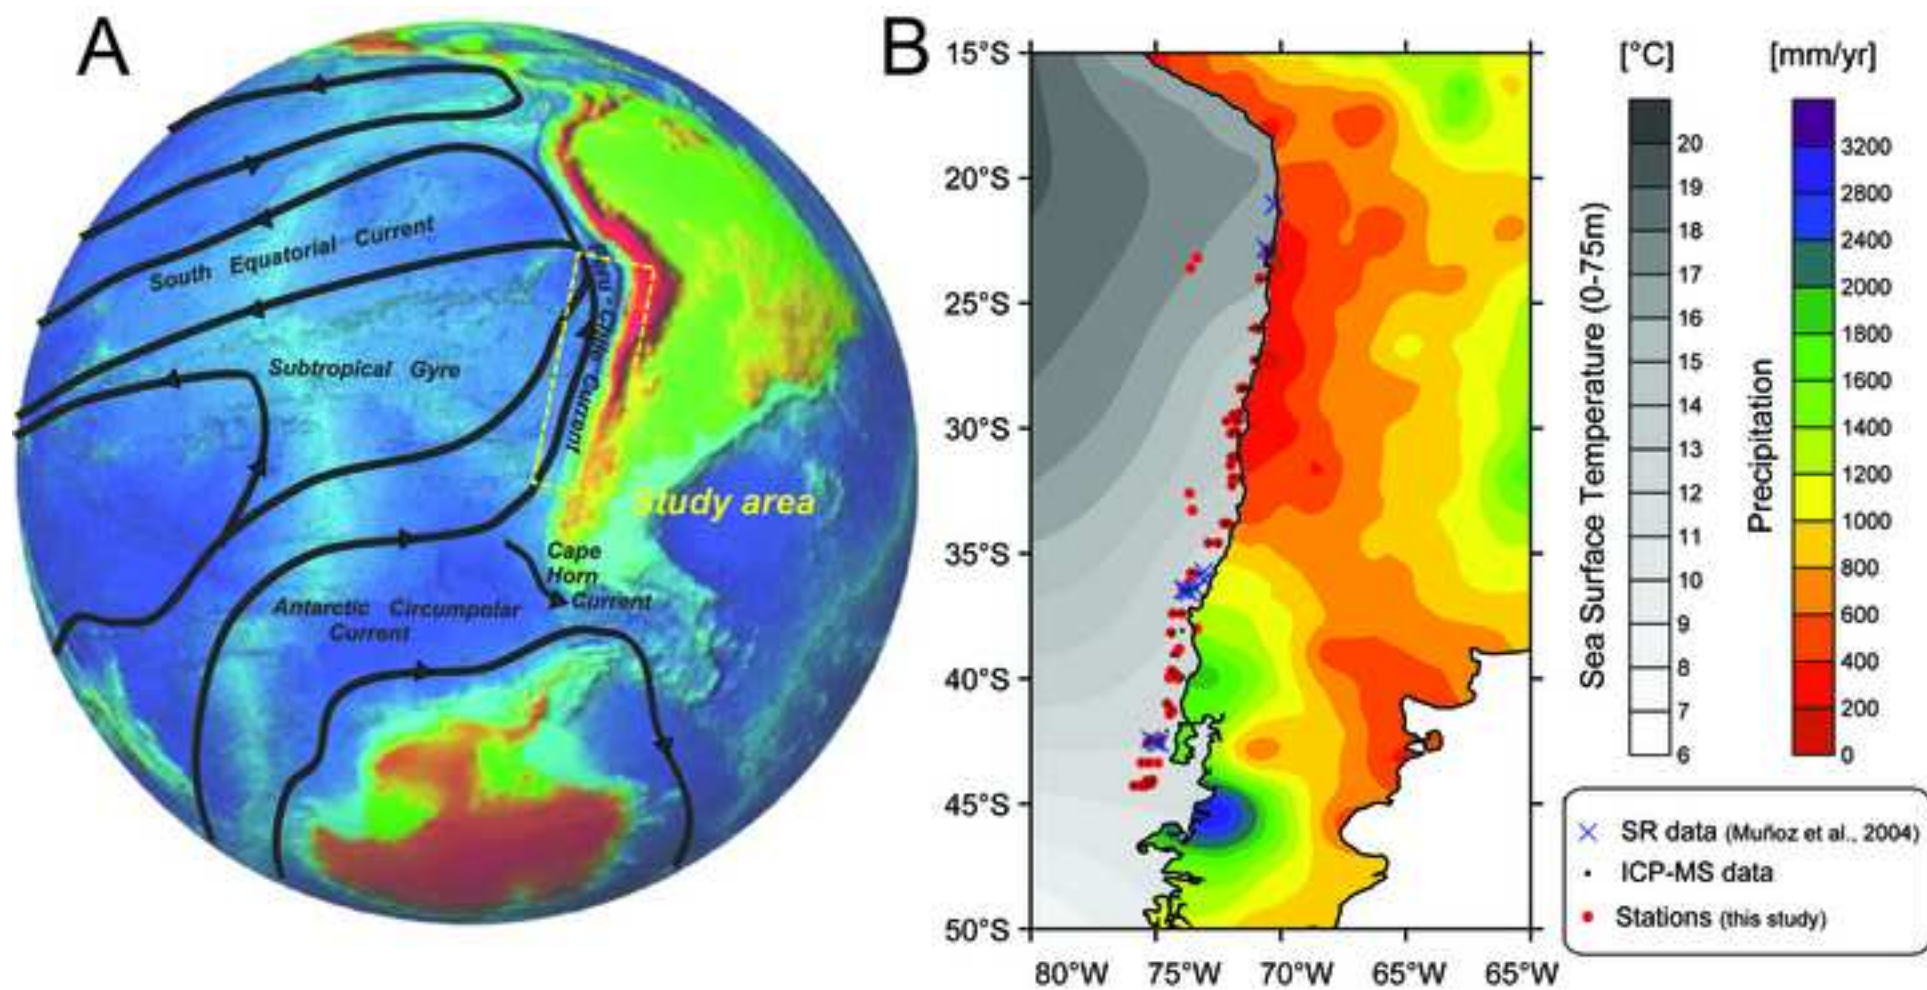 A
South Equatorial Current
Subtropical Gyre
Peru-Chile Current
Study area
Cape
Horn
Current
Antarctic Circumpolar
Current
B
15°S
20°S
25°S
30°S
35°S
40°S
45°S
50°S
80°W
75°W
70°W
65°W
65°W
[°C]
Sea Surface Temperature (0-75m)
20
19
18
17
16
15
14
13
12
11
10
9
8
7
6
[mm/yr]
Precipitation
3200
2800
2400
2000
1800
1600
1400
1200
1000
800
600
400
200
0
SR data (Muñoz et al., 2004)
ICP-MS data
Stations (this study)